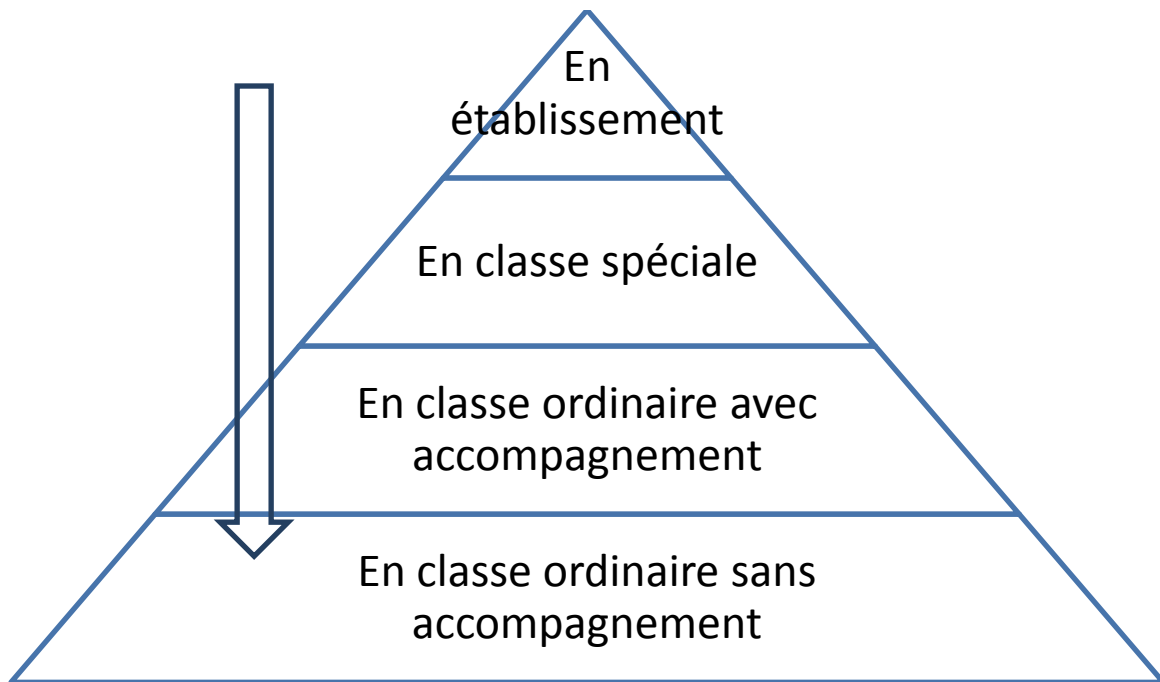 En
établissement
En classe spéciale
En classe ordinaire avec
accompagnement
En classe ordinaire sans
accompagnement